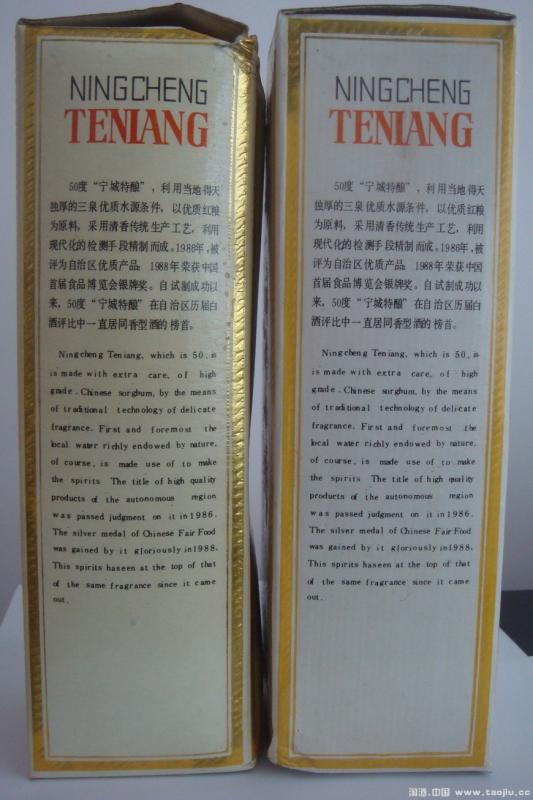 NINGCHENG
TENIANG
50度“宁城特酿”，利用当地得天
独厚的三泉优质水源条件，以优质红粮
为原料，采用清香传统生产工艺，利用
现代化的检测手段精制而成。1986年，被
评为自治区优质产品。1988年荣获中国
首届食品博览会银牌奖。自试制成功以
来，50度“宁城特酿”在自治区历届白
酒评比中一直居同香型酒的榜首。
Ningcheng Teniang, which is 50,
is made with extra care, of high
grade. Chinese sorghum, by the means
of traditional technology of delicate
fragrance. First and foremost the
local water richly endowed by nature,
of course, is made use of to make
the spirits The title of high quality
products of the autonomous region
was passed judgment on it in 1986.
The silver medal of Chinese Fair Food
was gained by it gloriously in 1988.
This spirits haseen at the top of that
of the same fragrance since it came
out.
NINGCHENG
TENIANG
50度“宁城特酿”，利用当地得天
独厚的三泉优质水源条件，以优质红粮
为原料，采用清香传统生产工艺，利用
现代化的检测手段精制而成。1986年，被
评为自治区优质产品。1988年荣获中国
首届食品博览会银牌奖。自试制成功以
来，50度“宁城特酿”在自治区历届白
酒评比中一直居同香型酒的榜首。
Ningcheng Teniang, which is 50,
is made with extra care, of high
grade. Chinese sorghum, by the means
of traditional technology of delicate
fragrance. First and foremost the
local water richly endowed by nature,
of course, is made use of to make
the spirits The title of high quality
products of the autonomous region
was passed judgment on it in 1986.
The silver medal of Chinese Fair Food
was gained by it gloriously in 1988.
This spirits haseen at the top of that
of the same fragrance since it came
out.
淘酒.中国 www.taojiu.cc